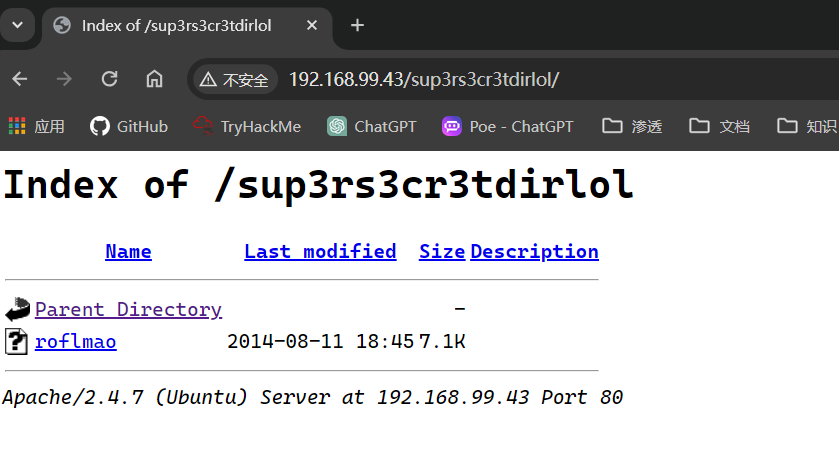 Index of /sup3rs3cr3tdirlol
不安全 192.168.99.43/sup3rs3cr3tdirlol/
应用 GitHub TryHackMe ChatGPT Poe - ChatGPT 渗透 文档 知识
Index of /sup3rs3cr3tdirlol
Name Last modified Size Description
Parent Directory -
roflmao 2014-08-11 18:45 7.1K
Apache/2.4.7 (Ubuntu) Server at 192.168.99.43 Port 80